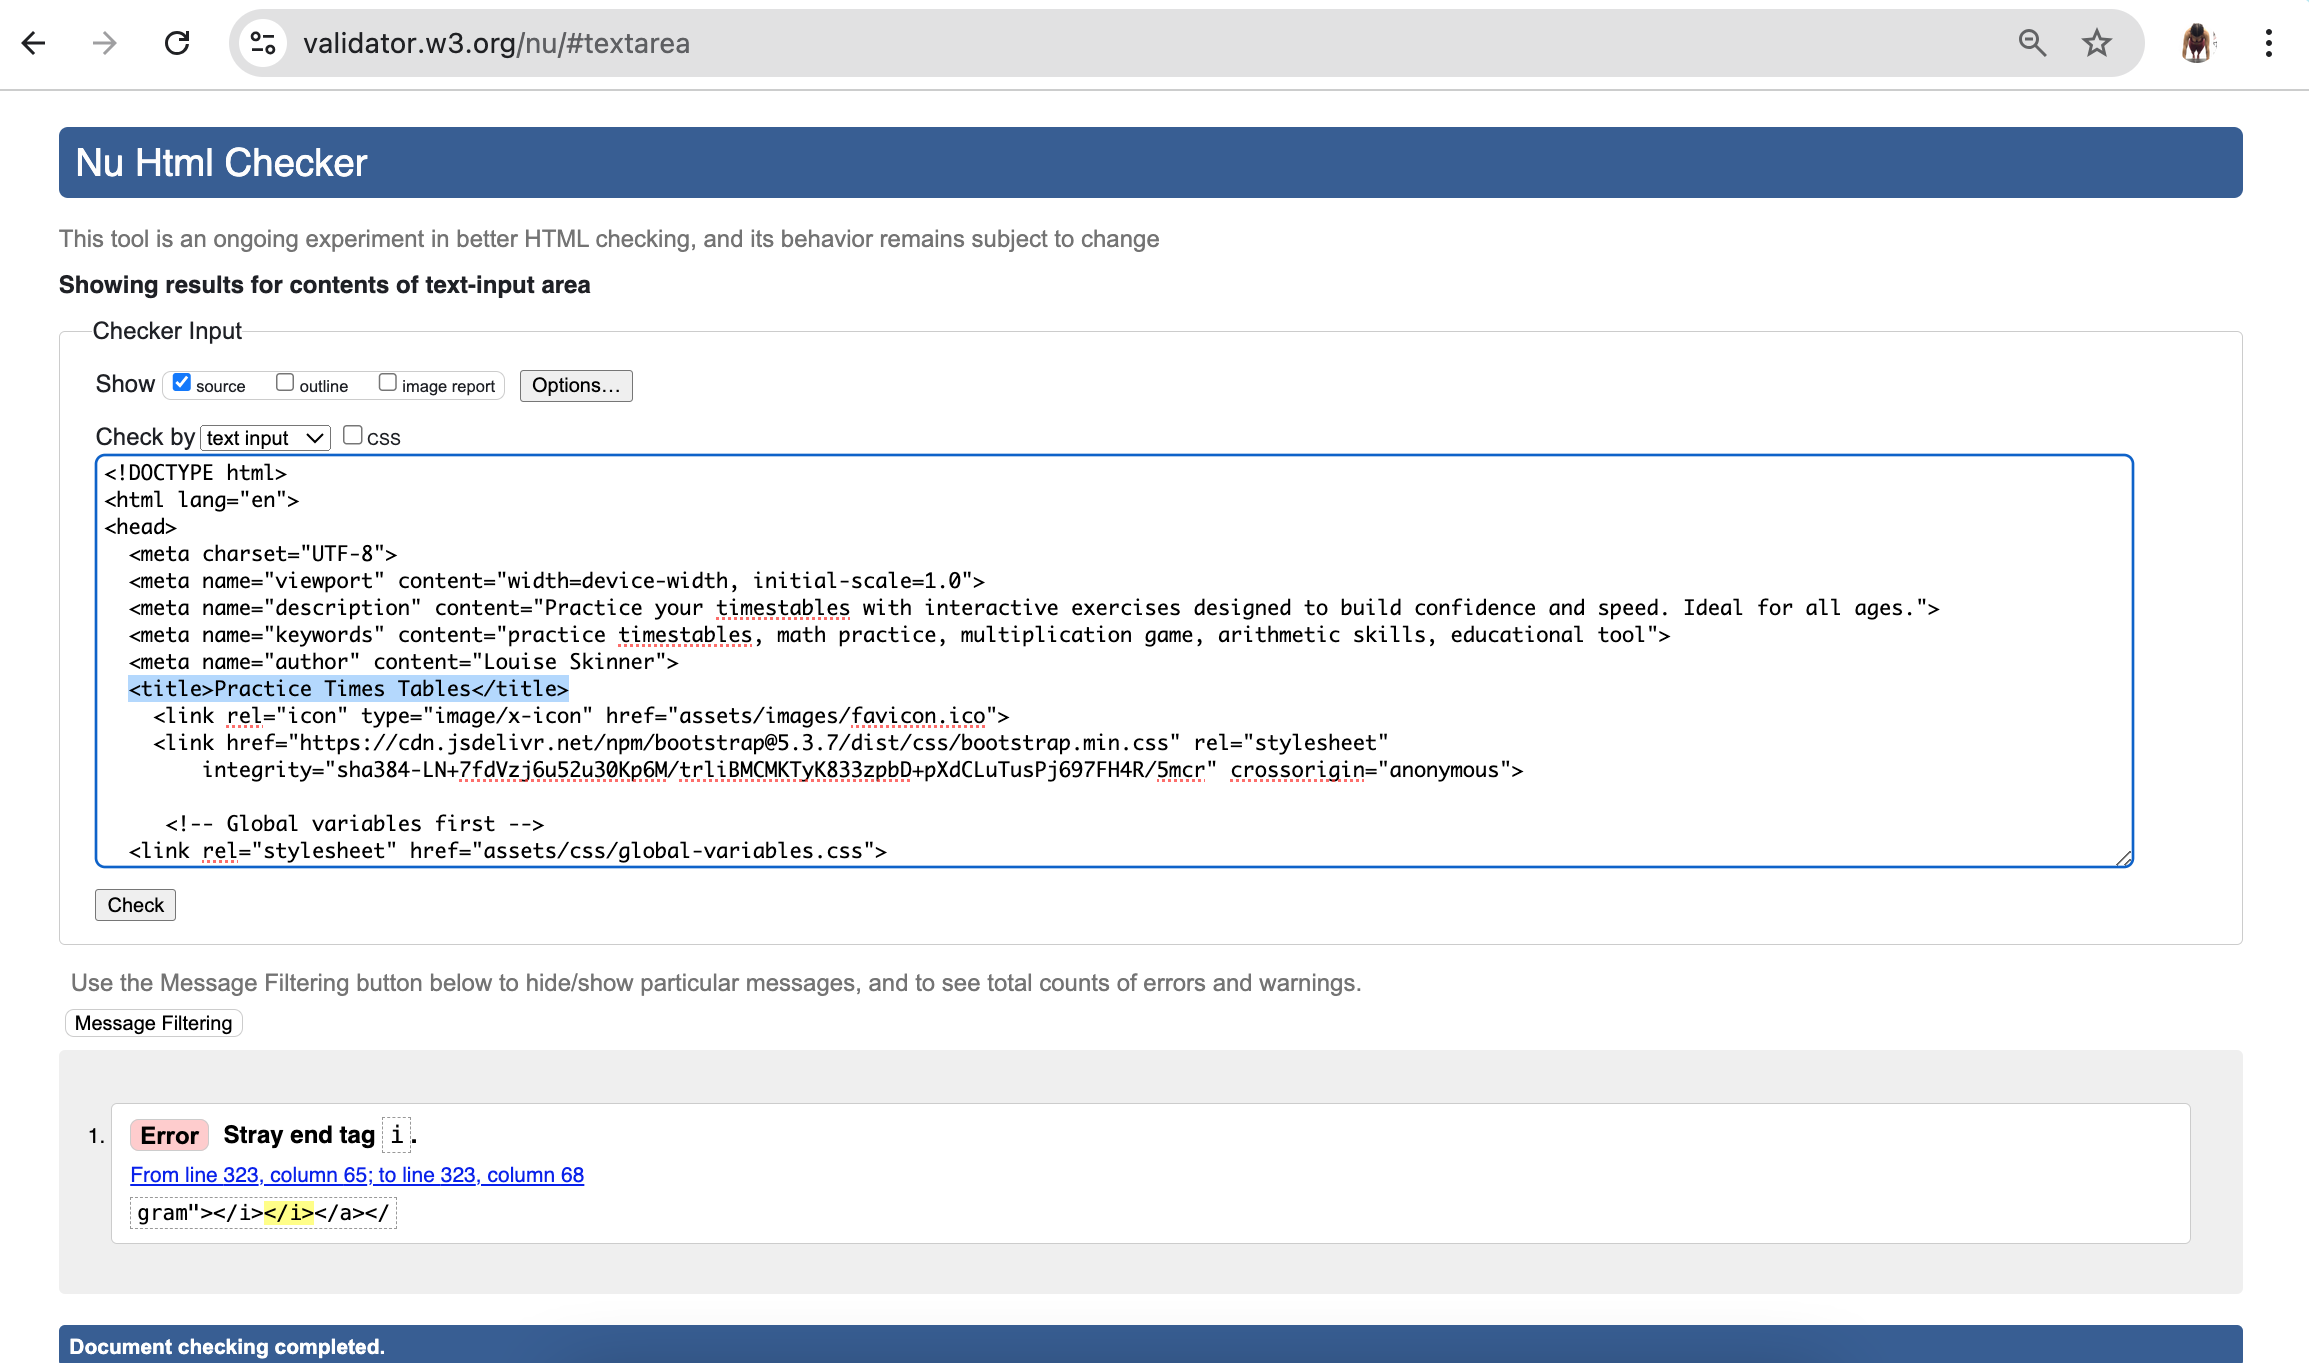 validator.w3.org/nu/#textarea
Nu Html Checker
This tool is an ongoing experiment in better HTML checking, and its behavior remains subject to change
Showing results for contents of text-input area
Checker Input
Show source outline image report Options...
Check by text input CSS
<!DOCTYPE html>
<html lang="en">
<head>
  <meta charset="UTF-8">
  <meta name="viewport" content="width=device-width, initial-scale=1.0">
  <meta name="description" content="Practice your timestables with interactive exercises designed to build confidence and speed. Ideal for all ages.">
  <meta name="keywords" content="practice timestables, math practice, multiplication game, arithmetic skills, educational tool">
  <meta name="author" content="Louise Skinner">
  <title>Practice Times Tables</title>
    <link rel="icon" type="image/x-icon" href="assets/images/favicon.ico">
    <link href="https://cdn.jsdelivr.net/npm/bootstrap@5.3.7/dist/css/bootstrap.min.css" rel="stylesheet"
        integrity="sha384-LN+7fdVzj6u52u30Kp6M/trliBMCMKTyK833zpbD+pXdCLuTusPj697FH4R/5mcr" crossorigin="anonymous">
     <!-- Global variables first -->
  <link rel="stylesheet" href="assets/css/global-variables.css">
Check
Use the Message Filtering button below to hide/show particular messages, and to see total counts of errors and warnings.
Message Filtering
1. Error Stray end tag i.
From line 323, column 65; to line 323, column 68
gram"></i></i></a></
Document checking completed.